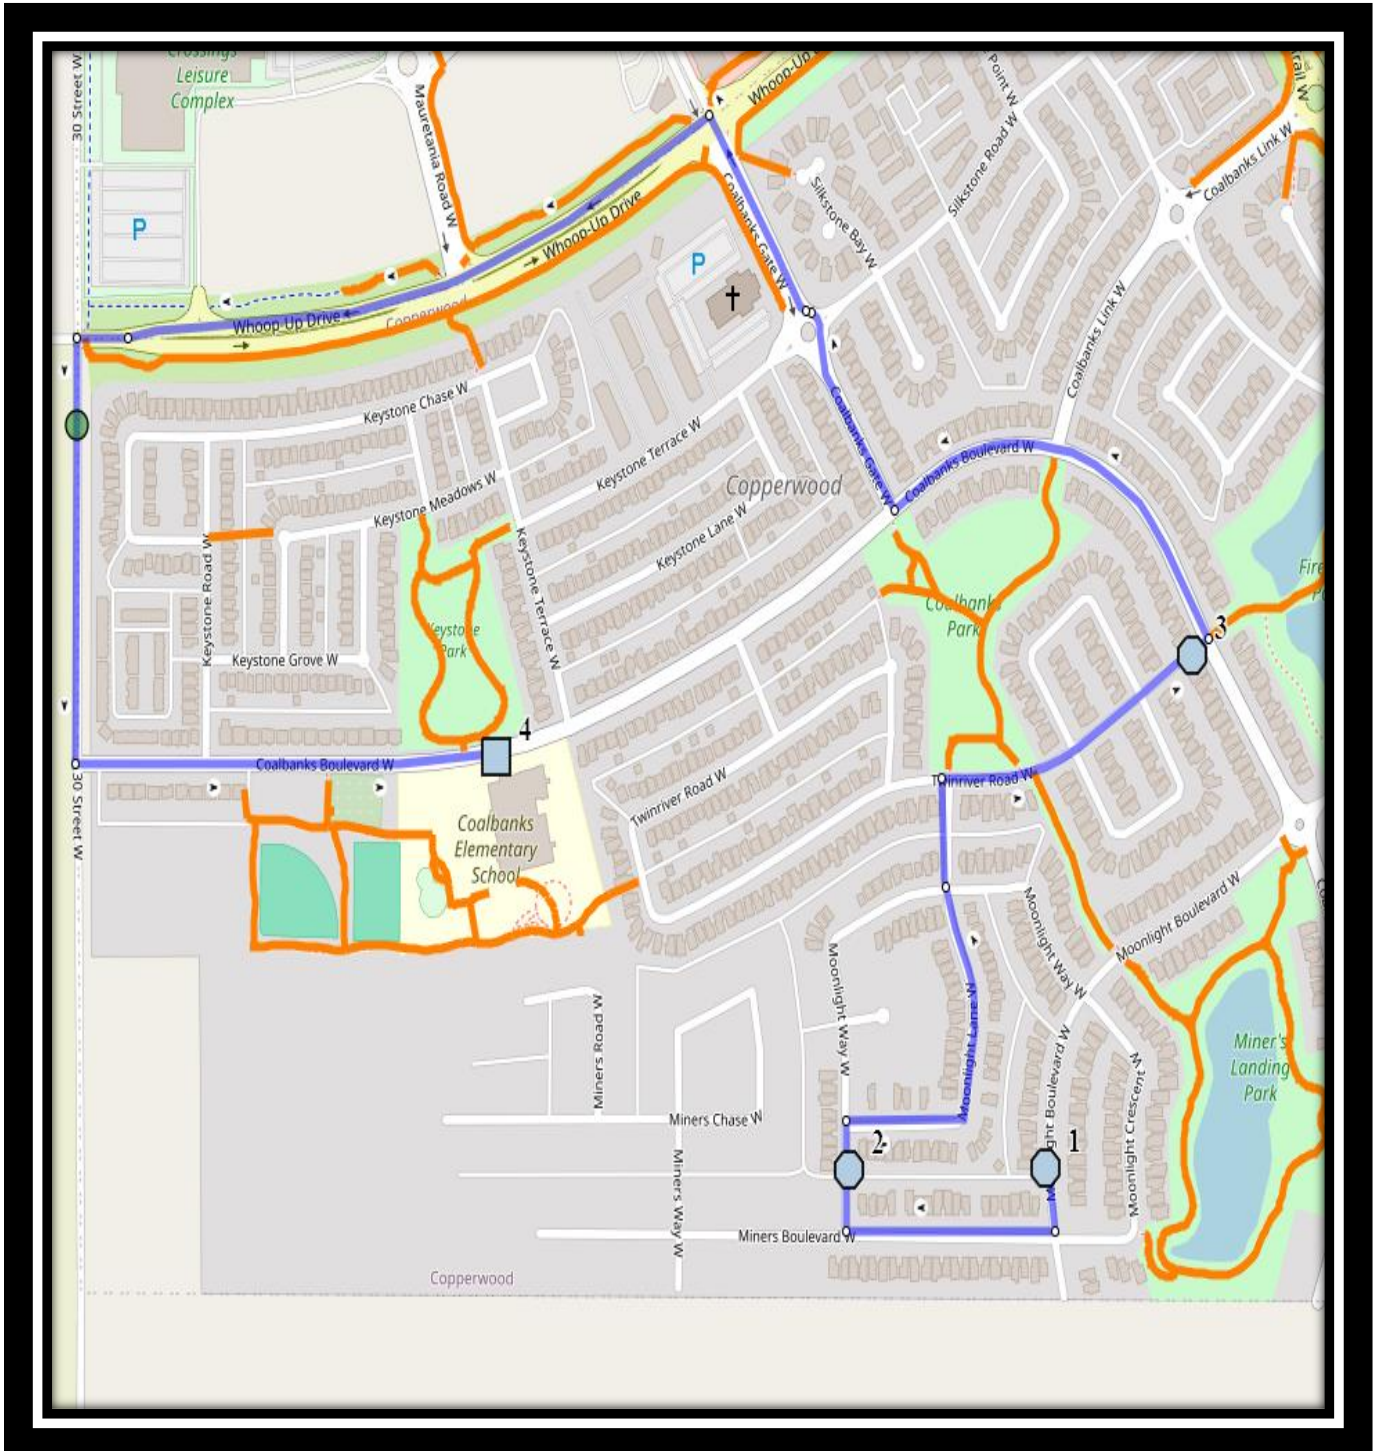 Crossings
Leisure
Complex
30 Street W
Mauretania Road W
Whoop-Up
Point W
Trail W
Coalbanks Link W
Silkstone Road W
Silkstone Bay W
P
Whoop-Up Drive
Coalbanks Gate W
P
Whoop-Up Drive
Copperwood
Coalbanks Link W
Keystone Chase W
Coalbanks Gate W
Coalbanks Boulevard W
Keystone Terrace W
Copperwood
Keystone Meadows W
Keystone Lane W
Keystone Road W
Keystone Terrace W
Keystone
Park
Coalbanks
Park
3
Keystone Grove W
4
Coalbanks Boulevard W
Twinriver Road W
Twinriver Road W
30 Street W
Coalbanks
Elementary
School
Moonlight Boulevard W
Moonlight Way W
Moonlight Way W
Moonlight Lane W
Miners Road W
Boulevard W
Miner's
Landing
Park
Moonlight Crescent W
Miners Chase W
2
1
Miners Way W
Miners Boulevard W
Copperwood